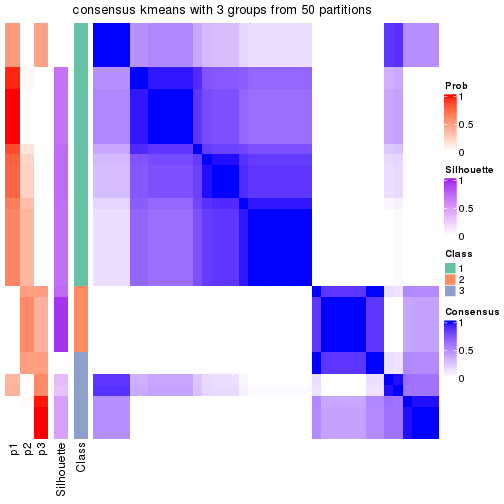 consensus kmeans with 3 groups from 50 partitions
Prob
1
0.5
0
Silhouette
1
0.5
0
Class
1
2
3
Consensus
1
0.5
0
p1
p2
p3
Silhouette
Class